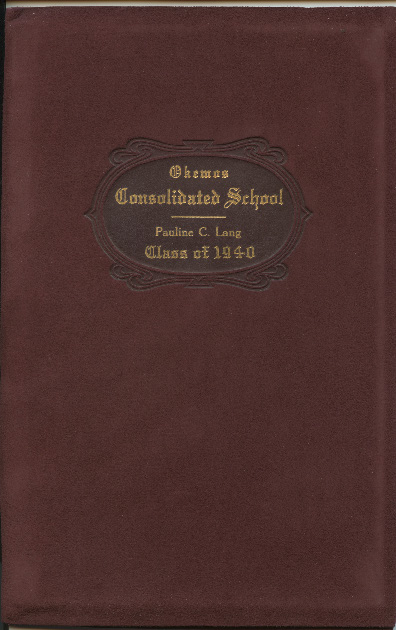 Okemos
Consolidated School
Pauline C. Lang
Class of 1940